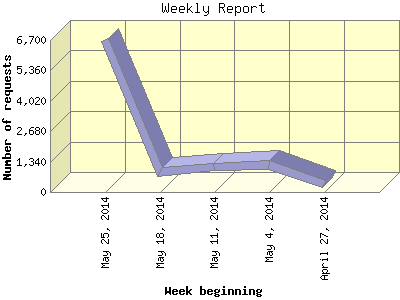 Weekly Report
Number of requests
6,700
5,360
4,020
2,680
1,340
0
May 25, 2014
May 18, 2014
May 11, 2014
May 4, 2014
April 27, 2014
Week beginning